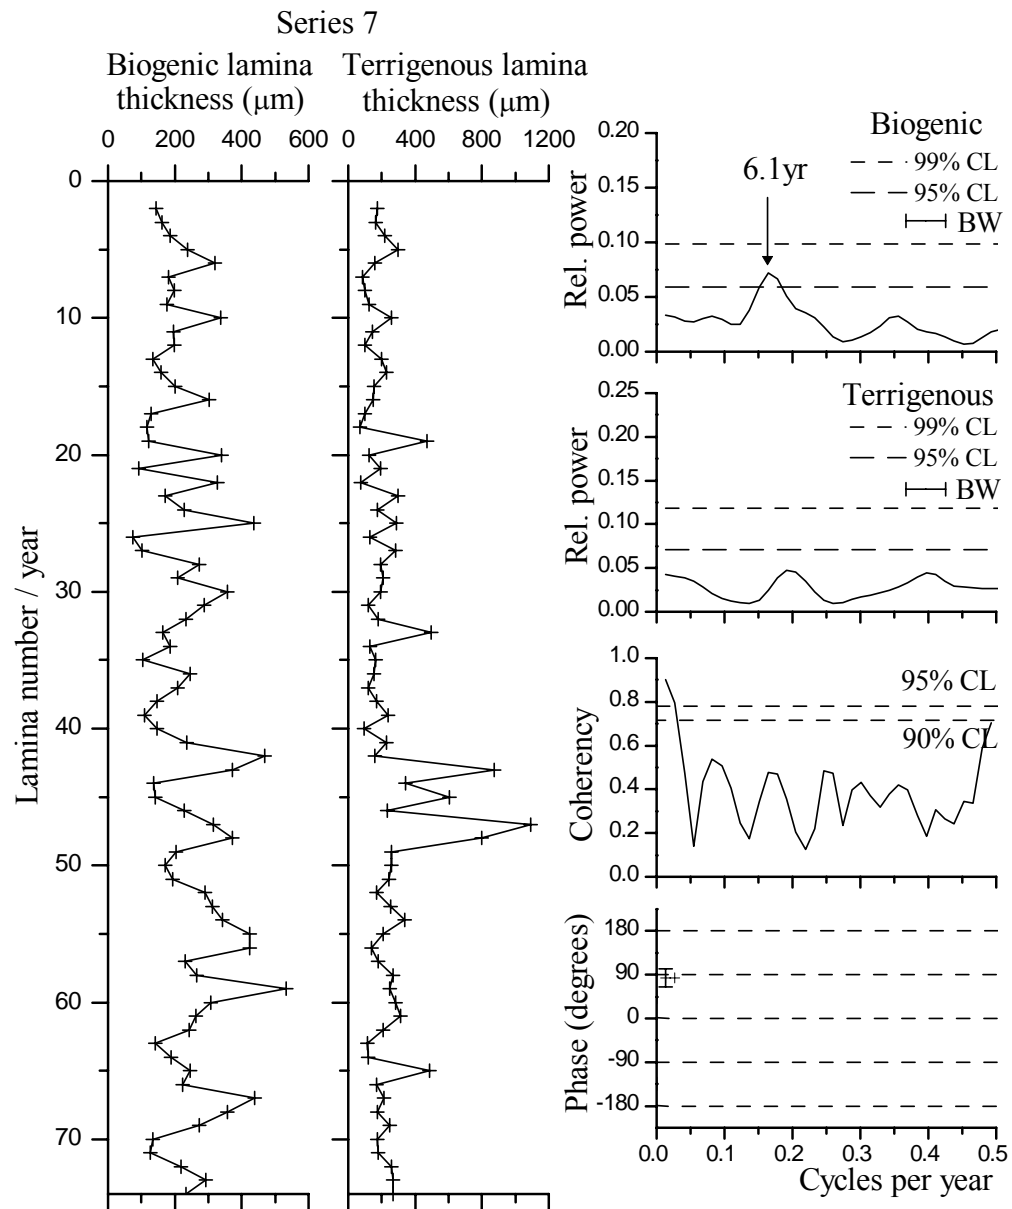 Series 7
Biogenic lamina
thickness (μm)
0 200 400 600
Terrigenous lamina
thickness (μm)
0 400 800 1200
Lamina number / year
0
10
20
30
40
50
60
70
Biogenic
99% CL
95% CL
BW
6.1yr
Rel. power
0.20
0.15
0.10
0.05
0.00
Terrigenous
99% CL
95% CL
BW
Rel. power
0.25
0.20
0.15
0.10
0.05
0.00
95% CL
90% CL
Coherency
1.0
0.8
0.6
0.4
0.2
0.0
Phase (degrees)
180
90
0
-90
-180
0.0 0.1 0.2 0.3 0.4 0.5
Cycles per year